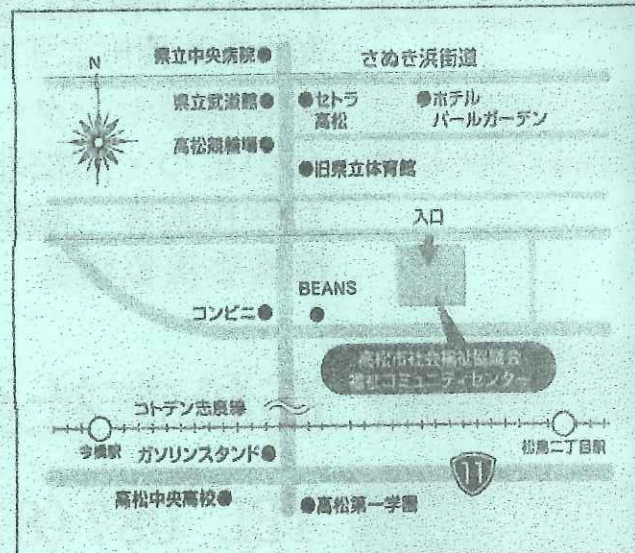 N
県立中央病院
さぬき浜街道
県立武道館
セトラ
高松
ホテル
パールガーデン
高松競輪場
旧県立体育館
入口
BEANS
コンビニ
高松市社会福祉協議会
福祉コミュニティセンター
コトデン志度線
今橋駅
松島二丁目駅
ガソリンスタンド
11
高松中央高校
高松第一学園